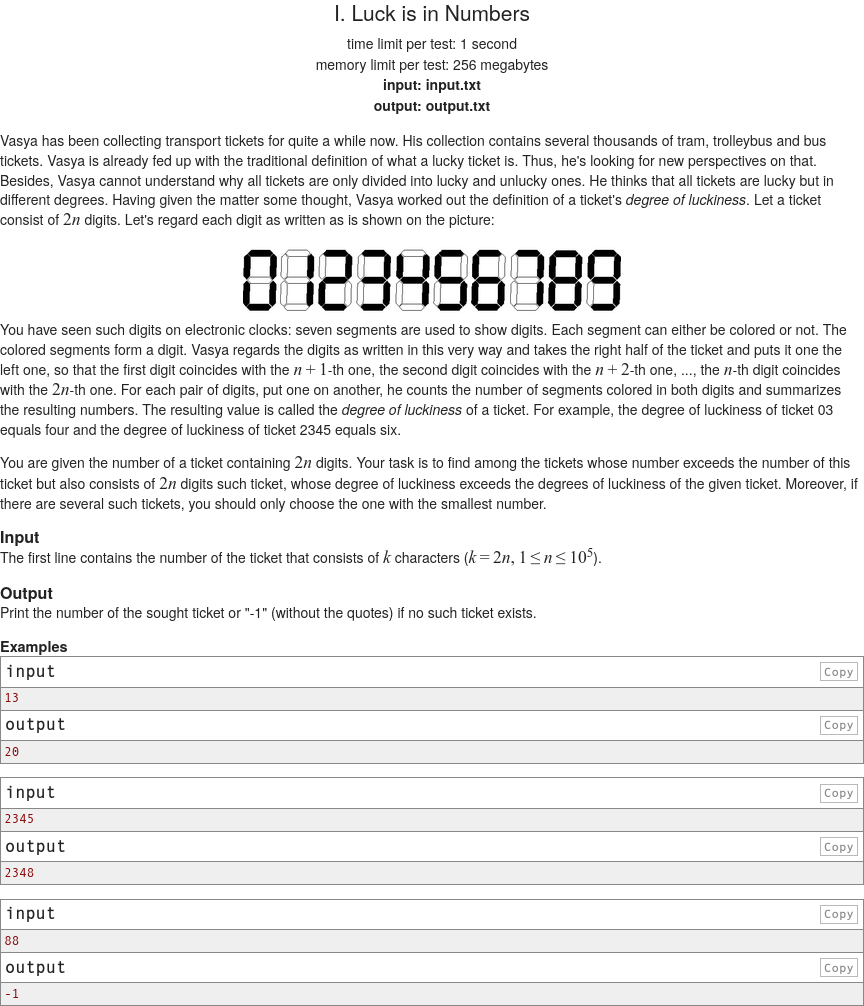 I. Luck is in Numbers
time limit per test: 1 second
memory limit per test: 256 megabytes
input: input.txt
output: output.txt
Vasya has been collecting transport tickets for quite a while now. His collection contains several thousands of tram, trolleybus and bus
tickets. Vasya is already fed up with the traditional definition of what a lucky ticket is. Thus, he's looking for new perspectives on that.
Besides, Vasya cannot understand why all tickets are only divided into lucky and unlucky ones. He thinks that all tickets are lucky but in
different degrees. Having given the matter some thought, Vasya worked out the definition of a ticket's degree of luckiness. Let a ticket
consist of 2n digits. Let's regard each digit as written as is shown on the picture:
0123456789
You have seen such digits on electronic clocks: seven segments are used to show digits. Each segment can either be colored or not. The
colored segments form a digit. Vasya regards the digits as written in this very way and takes the right half of the ticket and puts it one the
left one, so that the first digit coincides with the n + 1-th one, the second digit coincides with the n + 2-th one, ..., the n-th digit coincides
with the 2n-th one. For each pair of digits, put one on another, he counts the number of segments colored in both digits and summarizes
the resulting numbers. The resulting value is called the degree of luckiness of a ticket. For example, the degree of luckiness of ticket 03
equals four and the degree of luckiness of ticket 2345 equals six.
You are given the number of a ticket containing 2n digits. Your task is to find among the tickets whose number exceeds the number of this
ticket but also consists of 2n digits such ticket, whose degree of luckiness exceeds the degrees of luckiness of the given ticket. Moreover, if
there are several such tickets, you should only choose the one with the smallest number.
Input
The first line contains the number of the ticket that consists of k characters (k = 2n, 1 ≤ n ≤ 10⁵).
Output
Print the number of the sought ticket or "-1" (without the quotes) if no such ticket exists.
Examples
input Copy
13
output Copy
20
input Copy
2345
output Copy
2348
input Copy
88
output Copy
-1